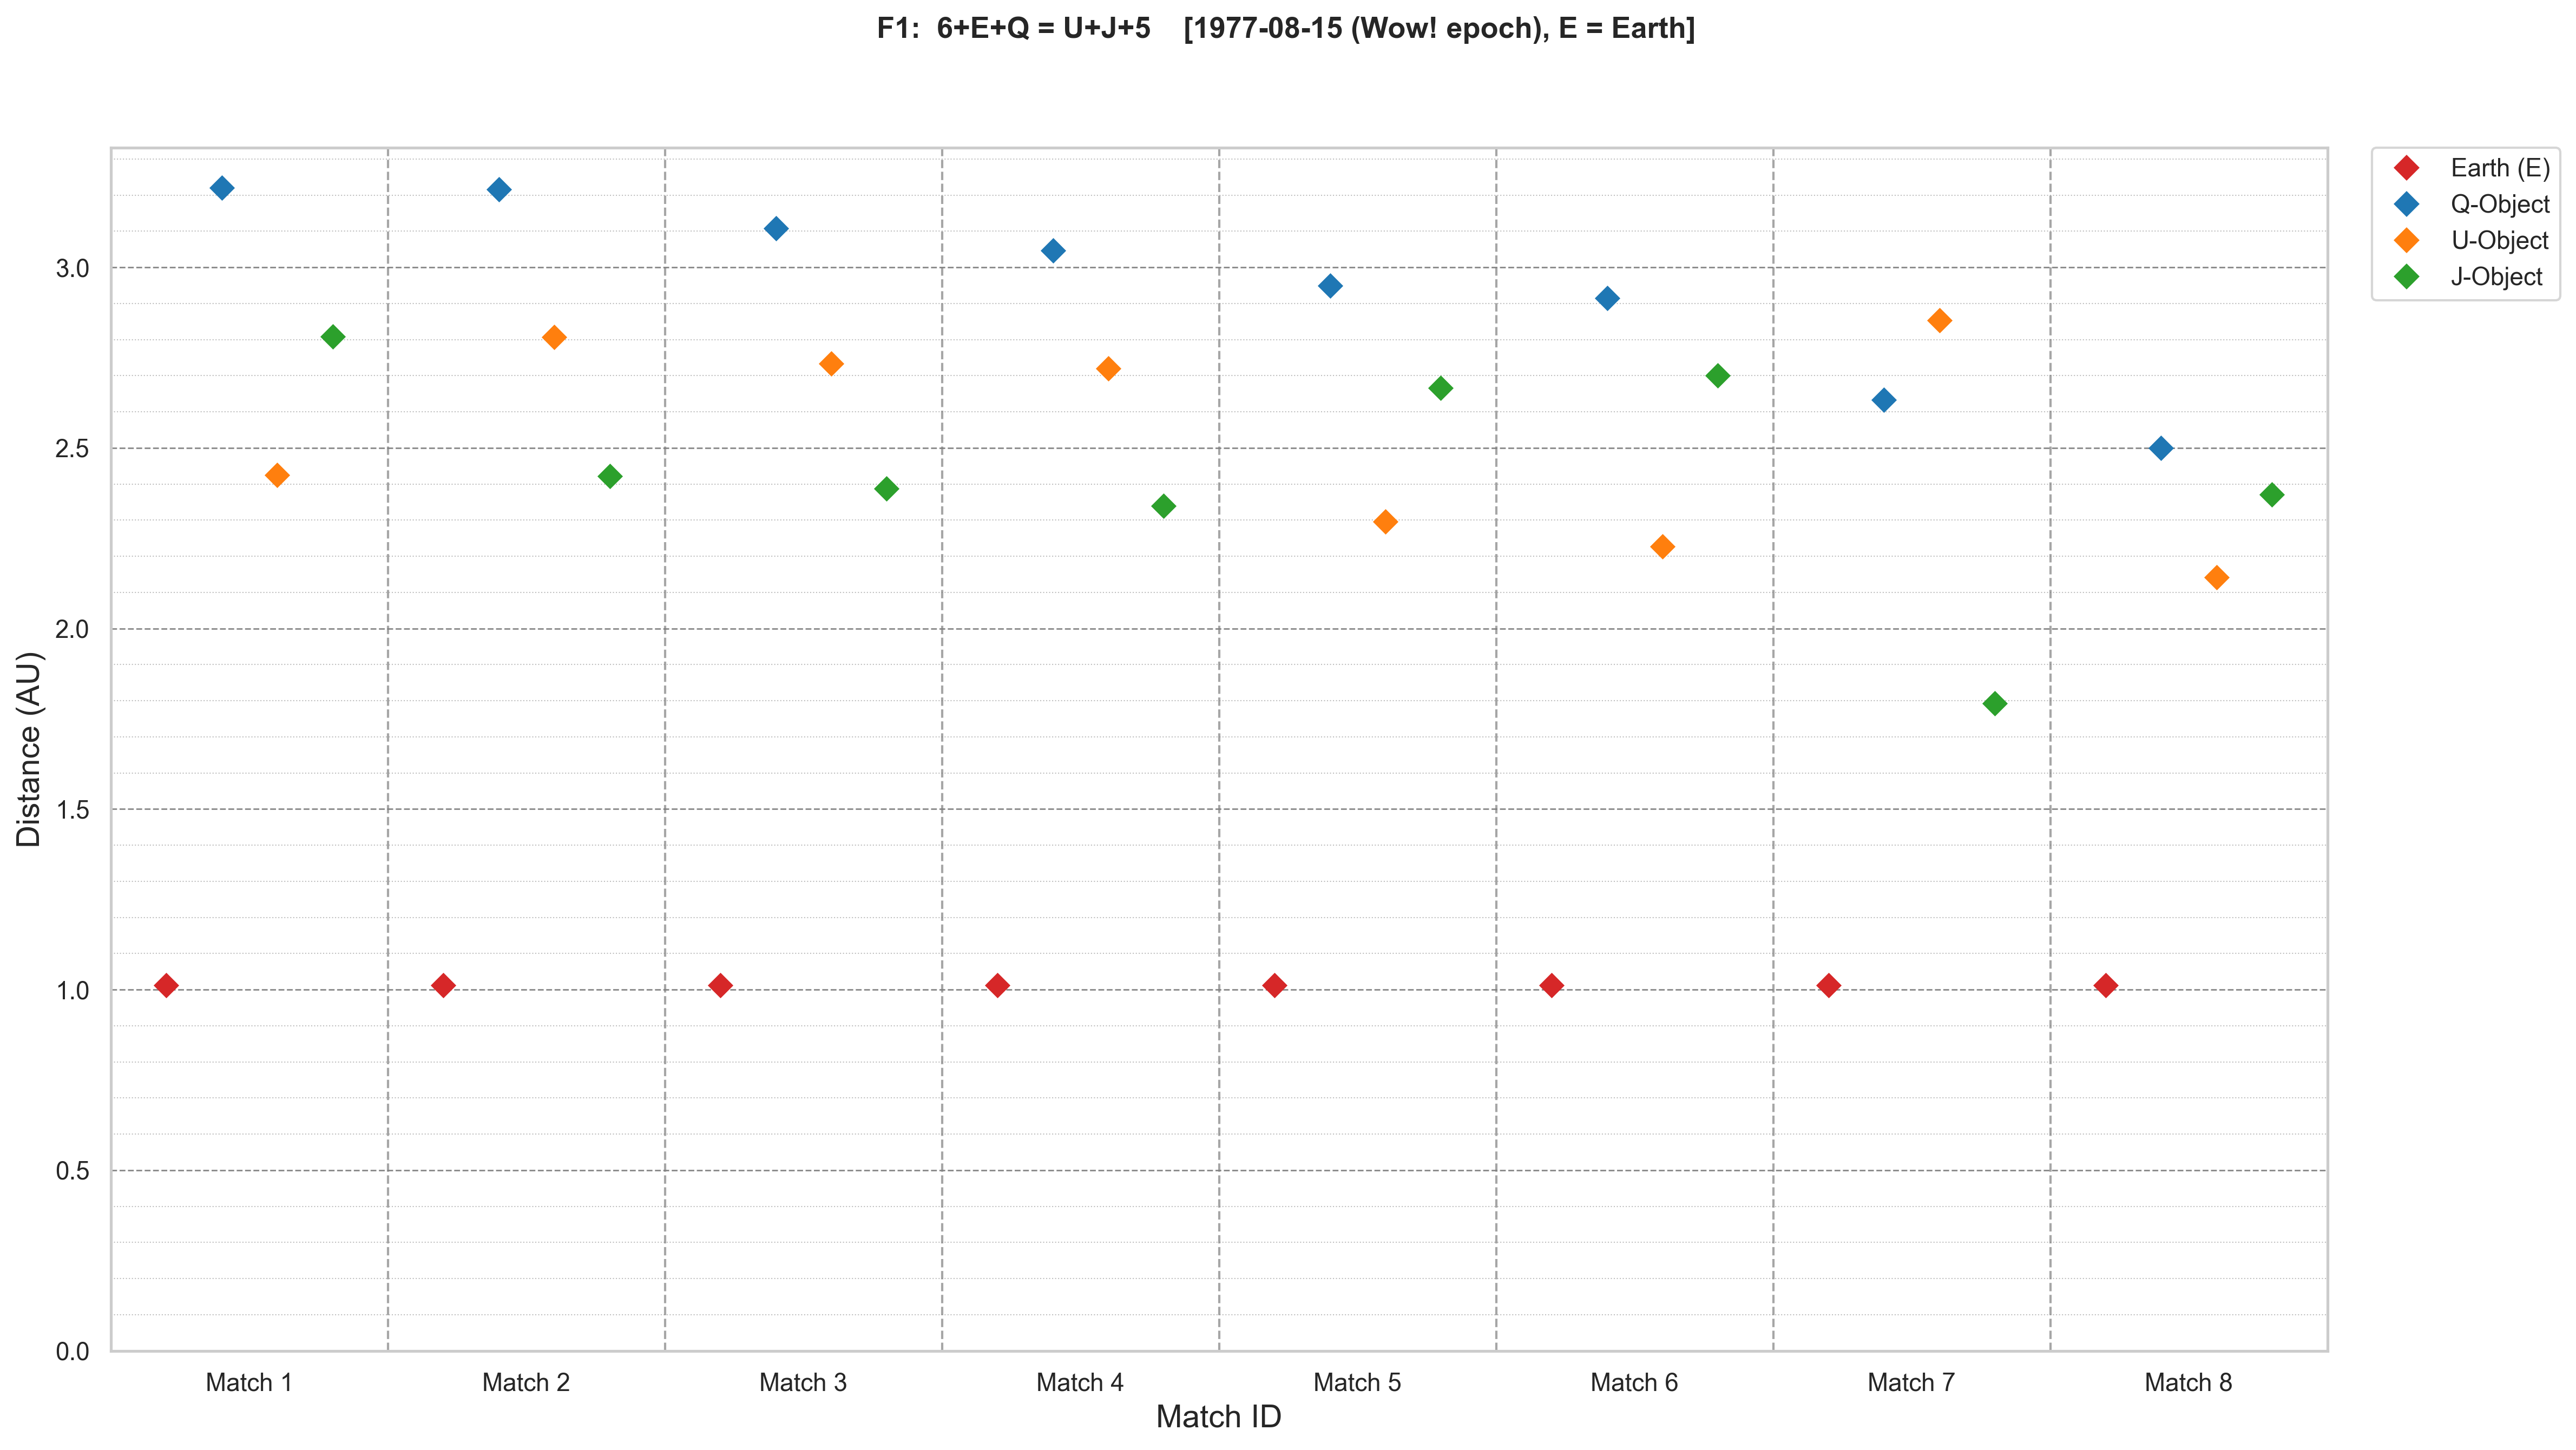 F1:  6+E+Q = U+J+5    [1977-08-15 (Wow! epoch), E = Earth]
Earth (E)
Q-Object
U-Object
J-Object
Distance (AU)
3.0
2.5
2.0
1.5
1.0
0.5
0.0
Match 1 Match 2 Match 3 Match 4 Match 5 Match 6 Match 7 Match 8
Match ID